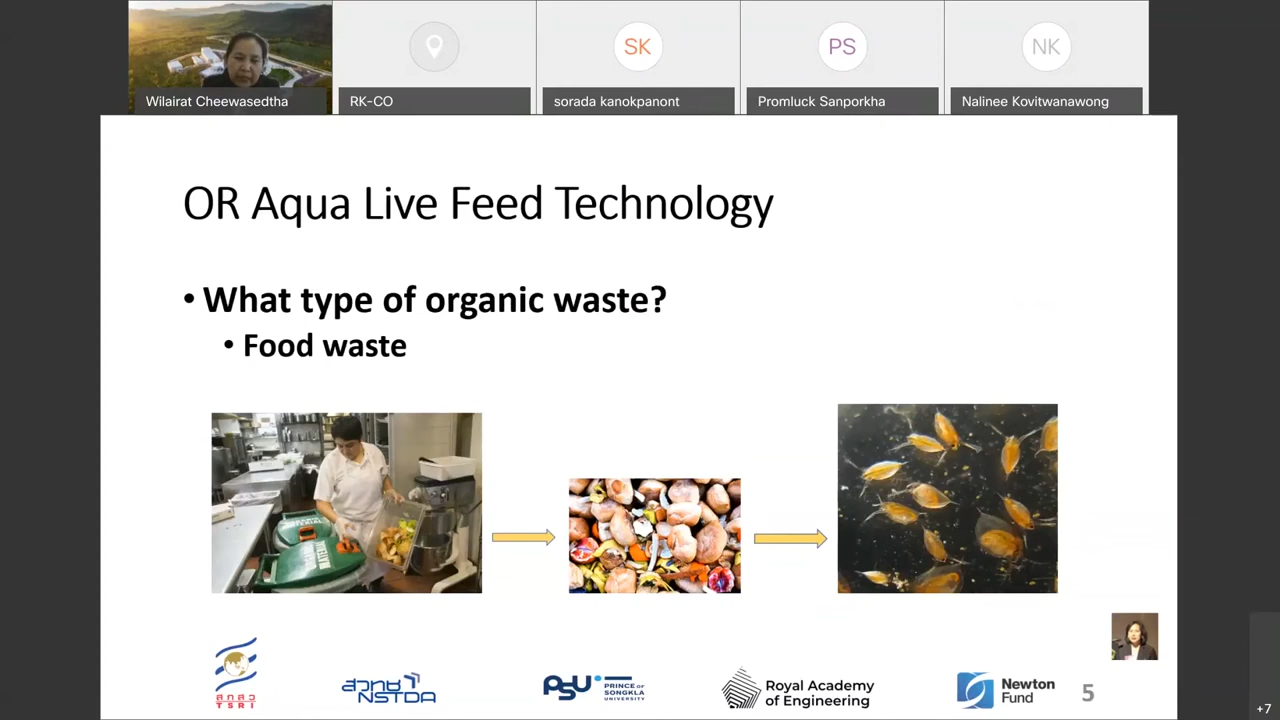 SK
PS
NK
Wilairat Cheewasedtha
RK-CO
sorada kanokpanont
Promluck Sanporkha
Nalinee Kovitwanawong
OR Aqua Live Feed Technology
• What type of organic waste?
• Food waste
สกสว
TSRI
สวทช
NSTDA
PSU
PRINCE OF
SONGKLA
UNIVERSITY
Royal Academy
of Engineering
Newton
Fund
5
+7